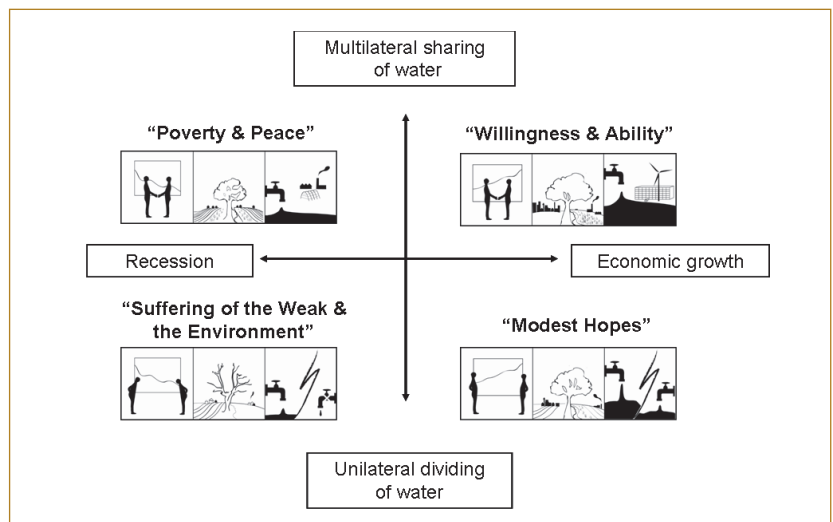 Multilateral sharing
of water
“Poverty & Peace”
“Willingness & Ability”
Recession
Economic growth
“Suffering of the Weak &
the Environment”
“Modest Hopes”
Unilateral dividing
of water